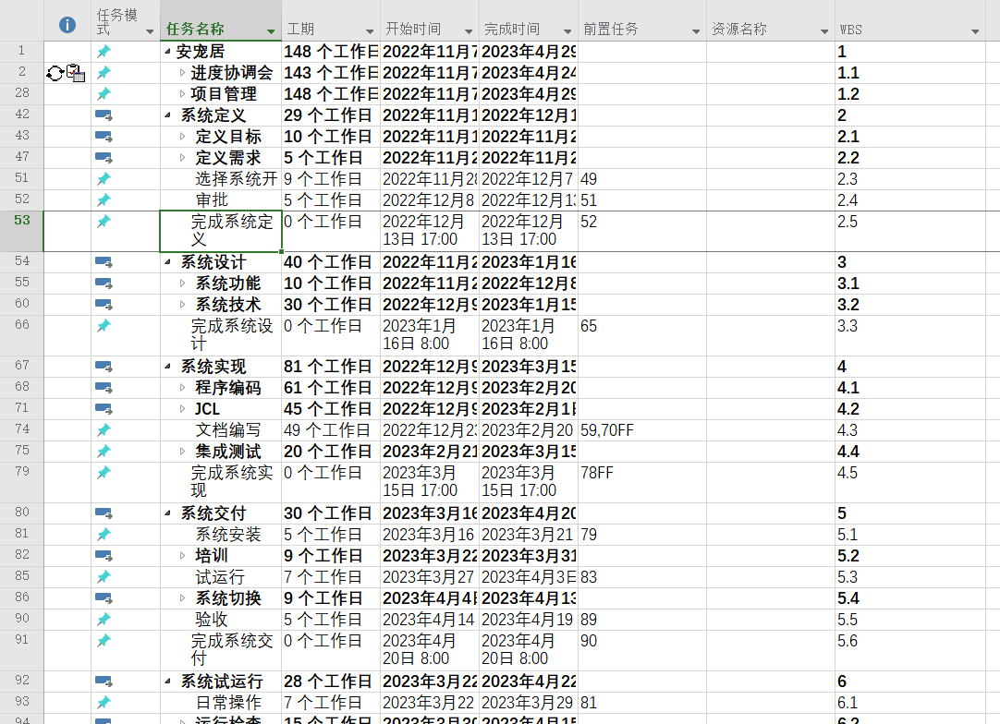 任务模式 任务名称 工期 开始时间 完成时间 前置任务 资源名称 WBS
1 安宠居 148 个工作日 2022年11月7 2023年4月29 1
2 进度协调会 143 个工作日 2022年11月7 2023年4月24 1.1
28 项目管理 148 个工作日 2022年11月7 2023年4月29 1.2
42 系统定义 29 个工作日 2022年11月1 2022年12月1 2
43 定义目标 10 个工作日 2022年11月1 2022年11月2 2.1
47 定义需求 5 个工作日 2022年11月2 2022年11月2 2.2
51 选择系统开 9 个工作日 2022年11月28 2022年12月7 49 2.3
52 审批 5 个工作日 2022年12月8 2022年12月13 51 2.4
53 完成系统定义 0 个工作日 2022年12月13日 17:00 2022年12月13日 17:00 52 2.5
54 系统设计 40 个工作日 2022年11月2 2023年1月16 3
55 系统功能 10 个工作日 2022年11月2 2022年12月8 3.1
60 系统技术 30 个工作日 2022年12月9 2023年1月15 3.2
66 完成系统设计 0 个工作日 2023年1月16日 8:00 2023年1月16日 8:00 65 3.3
67 系统实现 81 个工作日 2022年12月9 2023年3月15 4
68 程序编码 61 个工作日 2022年12月9 2023年2月20 4.1
71 JCL 45 个工作日 2022年12月9 2023年2月1日 4.2
74 文档编写 49 个工作日 2022年12月23 2023年2月20 59,70FF 4.3
75 集成测试 20 个工作日 2023年2月21 2023年3月15 4.4
79 完成系统实现 0 个工作日 2023年3月15日 17:00 2023年3月15日 17:00 78FF 4.5
80 系统交付 30 个工作日 2023年3月16 2023年4月20 5
81 系统安装 5 个工作日 2023年3月16 2023年3月21 79 5.1
82 培训 9 个工作日 2023年3月22 2023年3月31 5.2
85 试运行 7 个工作日 2023年3月27 2023年4月3日 83 5.3
86 系统切换 9 个工作日 2023年4月4日 2023年4月13 5.4
90 验收 5 个工作日 2023年4月14 2023年4月19 89 5.5
91 完成系统交付 0 个工作日 2023年4月20日 8:00 2023年4月20日 8:00 90 5.6
92 系统试运行 28 个工作日 2023年3月22 2023年4月22 6
93 日常操作 7 个工作日 2023年3月22 2023年3月29 81 6.1
94 运行检查 15 个工作日 2023年3月30 2023年4月15 6.2